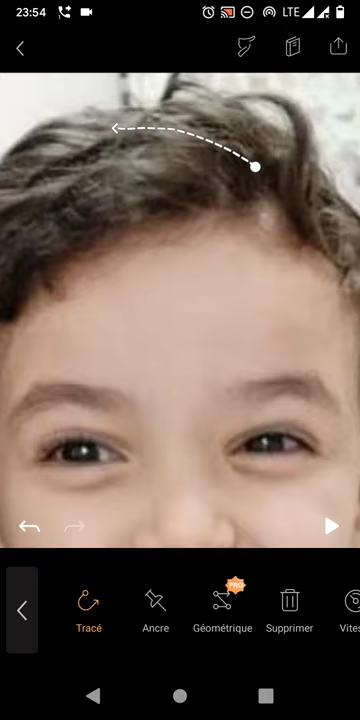 23:54
LTE
PRO
Tracé
Ancre
Géométrique
Supprimer
Vites